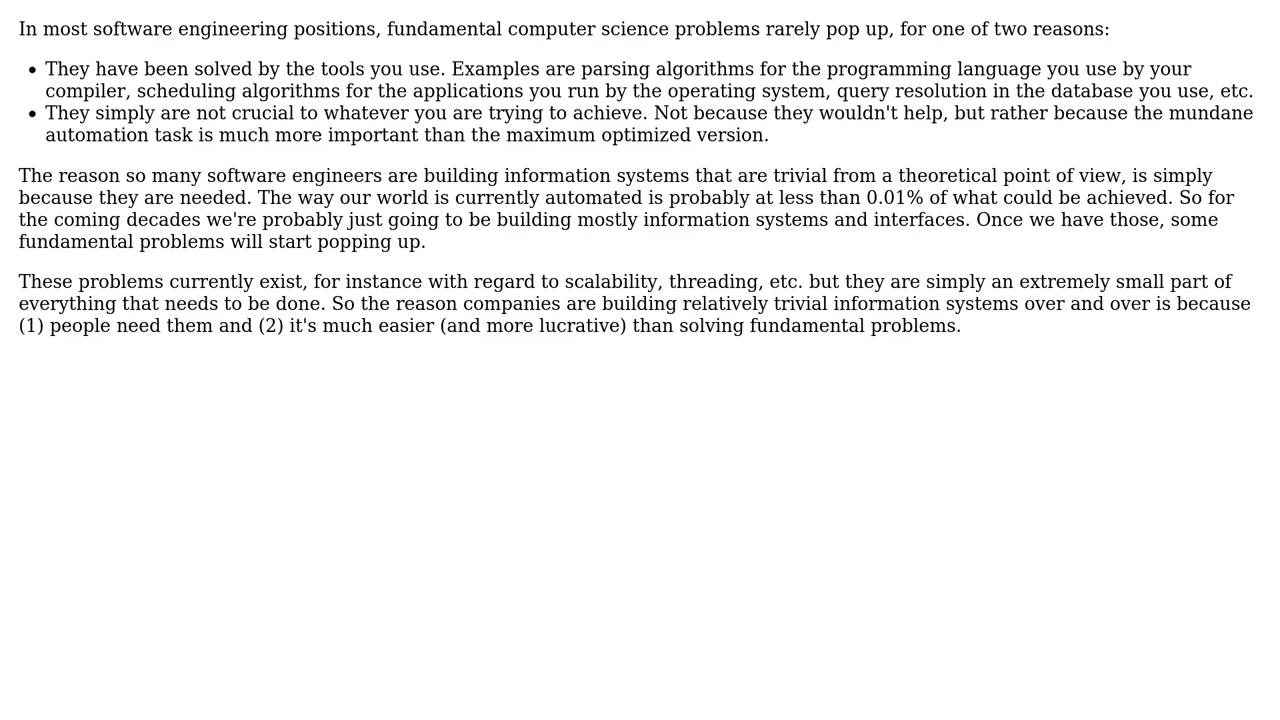 In most software engineering positions, fundamental computer science problems rarely pop up, for one of two reasons:
• They have been solved by the tools you use. Examples are parsing algorithms for the programming language you use by your
compiler, scheduling algorithms for the applications you run by the operating system, query resolution in the database you use, etc.
• They simply are not crucial to whatever you are trying to achieve. Not because they wouldn't help, but rather because the mundane
automation task is much more important than the maximum optimized version.
The reason so many software engineers are building information systems that are trivial from a theoretical point of view, is simply
because they are needed. The way our world is currently automated is probably at less than 0.01% of what could be achieved. So for
the coming decades we're probably just going to be building mostly information systems and interfaces. Once we have those, some
fundamental problems will start popping up.
These problems currently exist, for instance with regard to scalability, threading, etc. but they are simply an extremely small part of
everything that needs to be done. So the reason companies are building relatively trivial information systems over and over is because
(1) people need them and (2) it's much easier (and more lucrative) than solving fundamental problems.